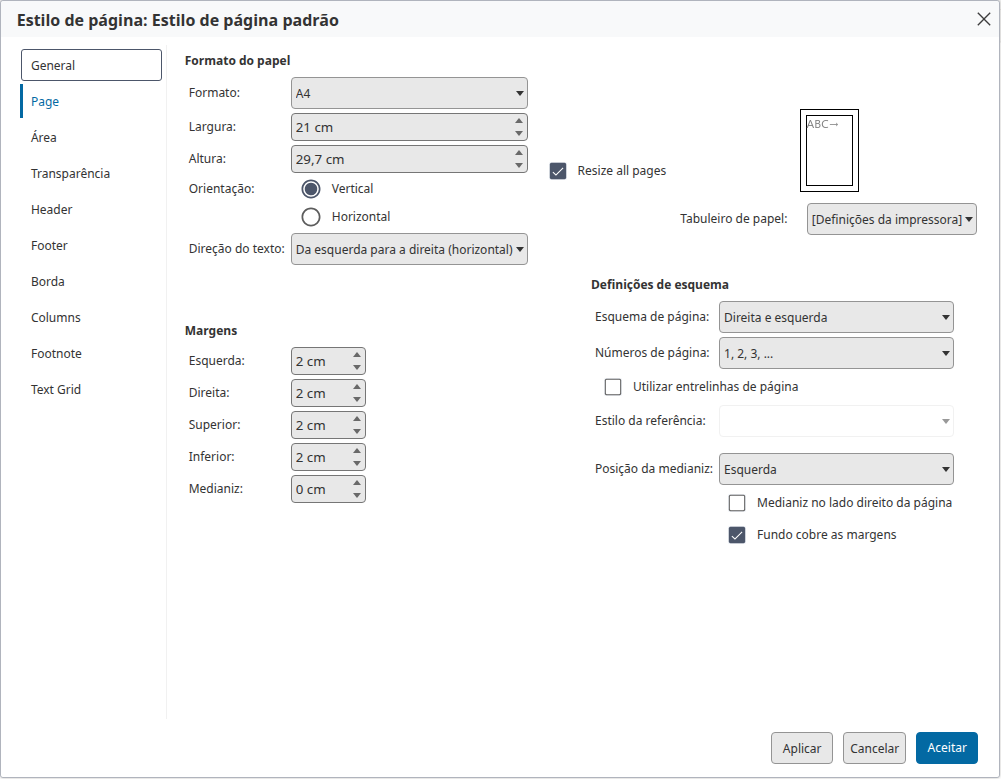 Estilo de página: Estilo de página padrão
General
Page
Área
Transparência
Header
Footer
Borda
Columns
Footnote
Text Grid
Formato do papel
Formato: A4
Largura: 21 cm
Altura: 29,7 cm
Orientação: Vertical
Horizontal
Direção do texto: Da esquerda para a direita (horizontal)
Resize all pages
ABC→
Tabuleiro de papel: [Definições da impressora]
Margens
Esquerda: 2 cm
Direita: 2 cm
Superior: 2 cm
Inferior: 2 cm
Medianiz: 0 cm
Definições de esquema
Esquema de página: Direita e esquerda
Números de página: 1, 2, 3, ...
Utilizar entrelinhas de página
Estilo da referência:
Posição da medianiz: Esquerda
Medianiz no lado direito da página
Fundo cobre as margens
Aplicar Cancelar Aceitar